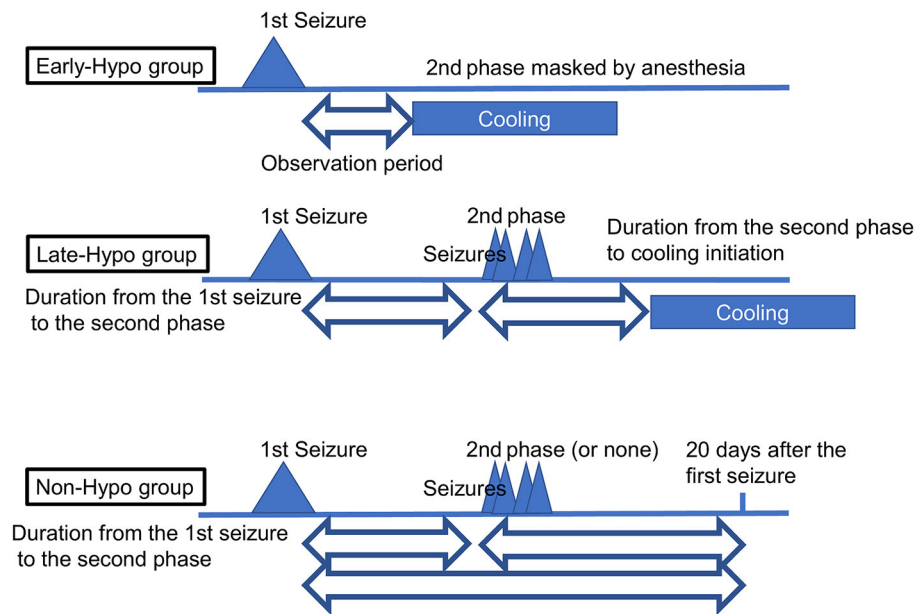 1st Seizure
Early-Hypo group
2nd phase masked by anesthesia
Cooling
Observation period
1st Seizure
2nd phase
Seizures
Duration from the second phase
to cooling initiation
Late-Hypo group
Duration from the 1st seizure
to the second phase
Cooling
1st Seizure
2nd phase (or none)
Seizures
20 days after the
first seizure
Non-Hypo group
Duration from the 1st seizure
to the second phase